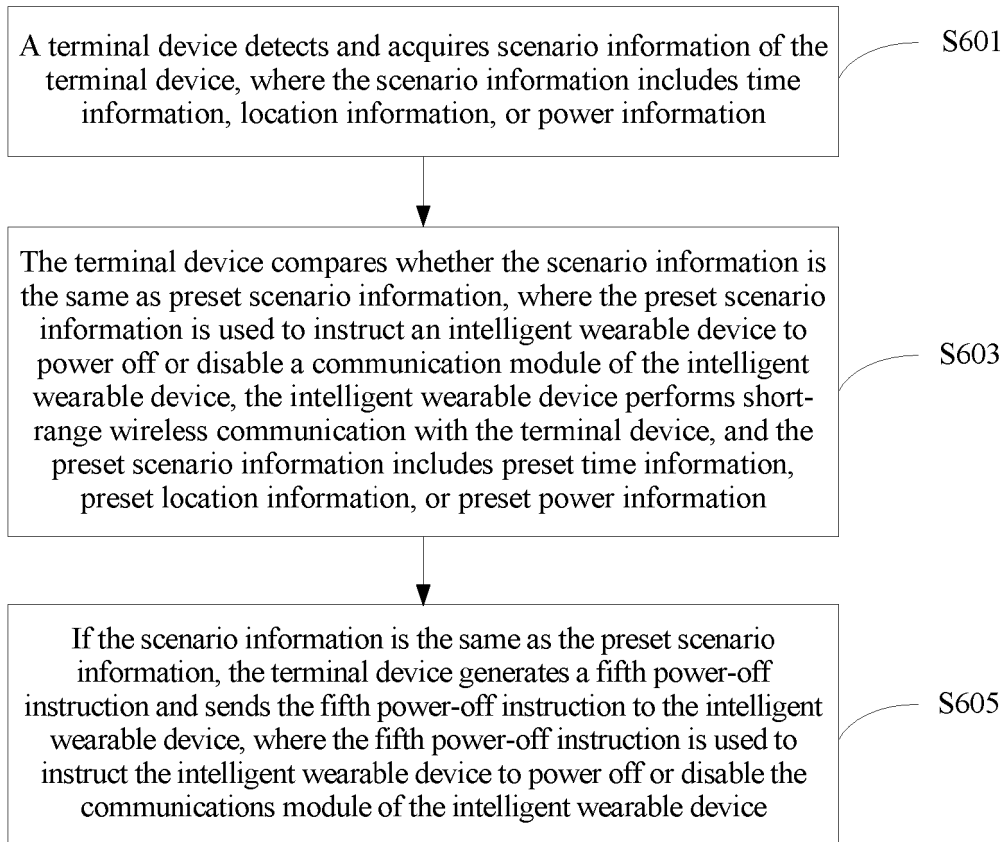 A terminal device detects and acquires scenario information of the
terminal device, where the scenario information includes time
information, location information, or power information
S601
The terminal device compares whether the scenario information is
the same as preset scenario information, where the preset scenario
information is used to instruct an intelligent wearable device to
power off or disable a communication module of the intelligent
wearable device, the intelligent wearable device performs short-
range wireless communication with the terminal device, and the
preset scenario information includes preset time information,
preset location information, or preset power information
S603
If the scenario information is the same as the preset scenario
information, the terminal device generates a fifth power-off
instruction and sends the fifth power-off instruction to the intelligent
wearable device, where the fifth power-off instruction is used to
instruct the intelligent wearable device to power off or disable the
communications module of the intelligent wearable device
S605